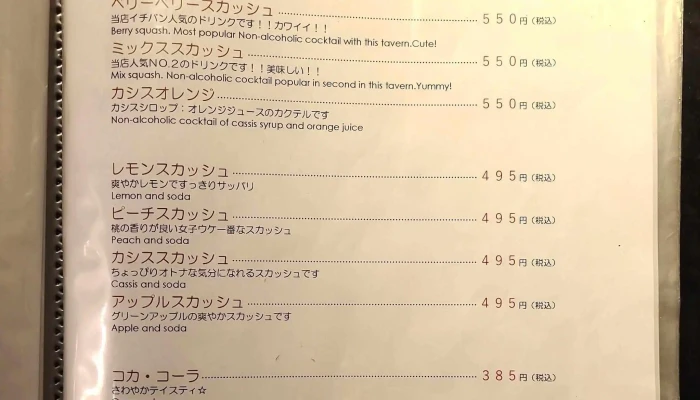 ベリーベリースカッシュ 550円(税込)
当店イチバン人気のドリンクです!!カワイイ!!
Berry squash. Most popular Non-alcoholic cocktail with this tavern.Cute!
ミックススカッシュ 550円(税込)
当店人気NO.2のドリンクです!!美味しい!!
Mix squash. Non-alcoholic cocktail popular in second in this tavern.Yummy!
カシスオレンジ 550円(税込)
カシスシロップ:オレンジジュースのカクテルです
Non-alcoholic cocktail of cassis syrup and orange juice
レモンスカッシュ 495円(税込)
爽やかレモンですっきりサッパリ
Lemon and soda
ピーチスカッシュ 495円(税込)
桃の香りが良い女子ウケ一番なスカッシュ
Peach and soda
カシススカッシュ 495円(税込)
ちょっぴりオトナな気分になれるスカッシュです
Cassis and soda
アップルスカッシュ 495円(税込)
グリーンアップルの爽やかスカッシュです
Apple and soda
コカ・コーラ 385円(税込)
さわやかテイスティ☆